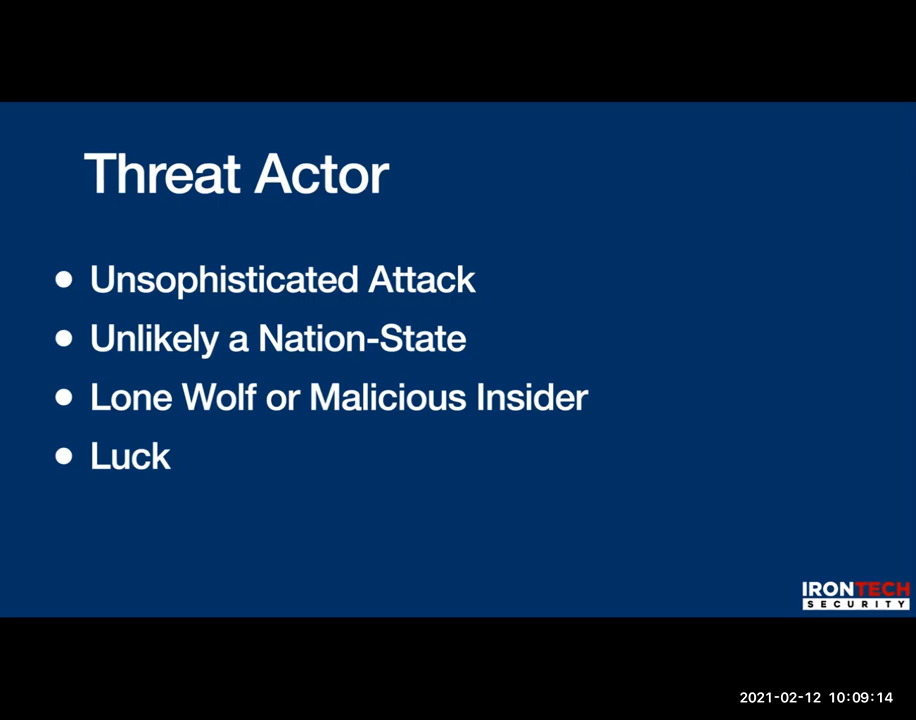 Threat Actor
● Unsophisticated Attack
● Unlikely a Nation-State
● Lone Wolf or Malicious Insider
● Luck
IRONTECH
SECURITY
2021-02-12 10:09:14